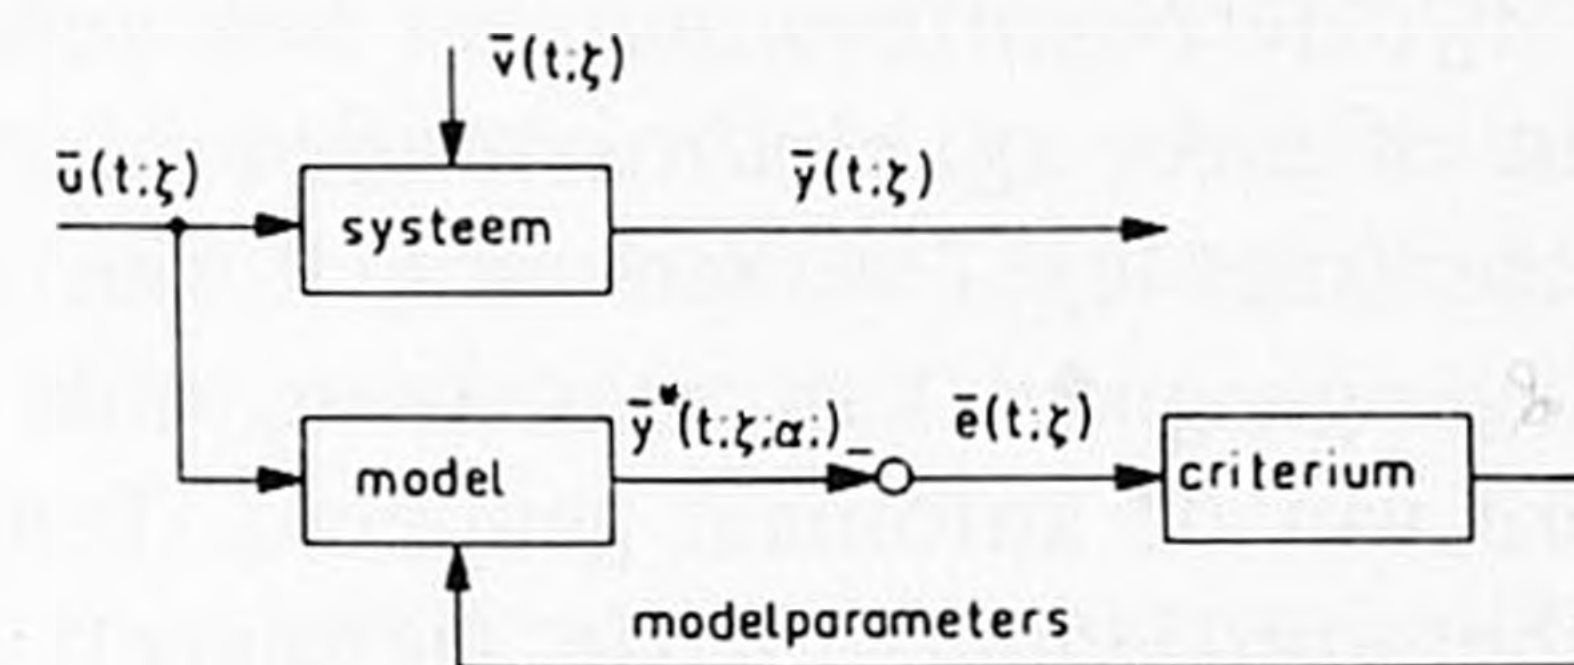 v̄(t;ζ)
ū(t;ζ)
ȳ(t;ζ)
systeem
ȳ*(t;ζ;α;)_
ē(t;ζ)
model
criterium
modelparameters